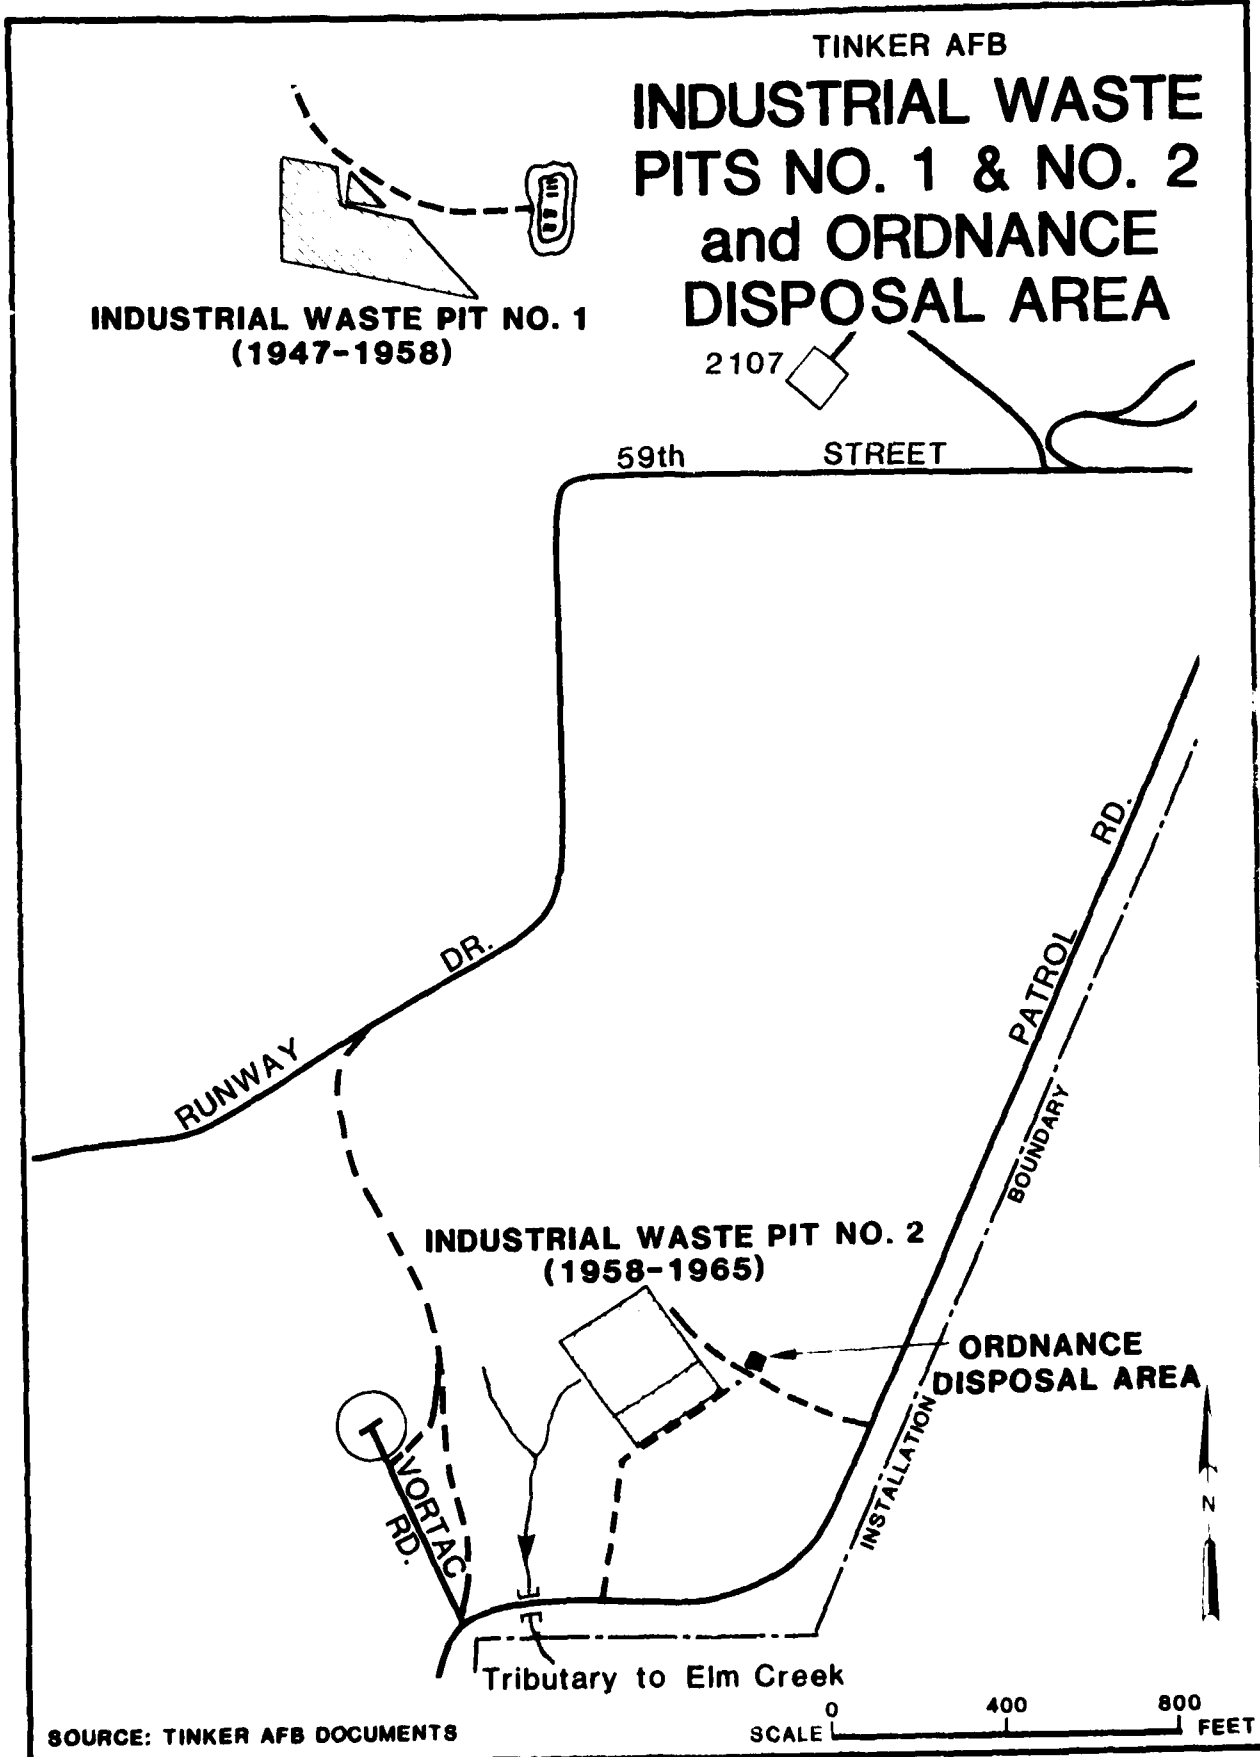 TINKER AFB
INDUSTRIAL WASTE
PITS NO. 1 & NO. 2
and ORDNANCE
DISPOSAL AREA
INDUSTRIAL WASTE PIT NO. 1
(1947-1958)
2107
59th STREET
RUNWAY DR.
PATROL RD.
INSTALLATION BOUNDARY
INDUSTRIAL WASTE PIT NO. 2
(1958-1965)
ORDNANCE
DISPOSAL AREA
VORTAC
RD.
N
Tributary to Elm Creek
SOURCE: TINKER AFB DOCUMENTS
SCALE 0 400 800 FEET